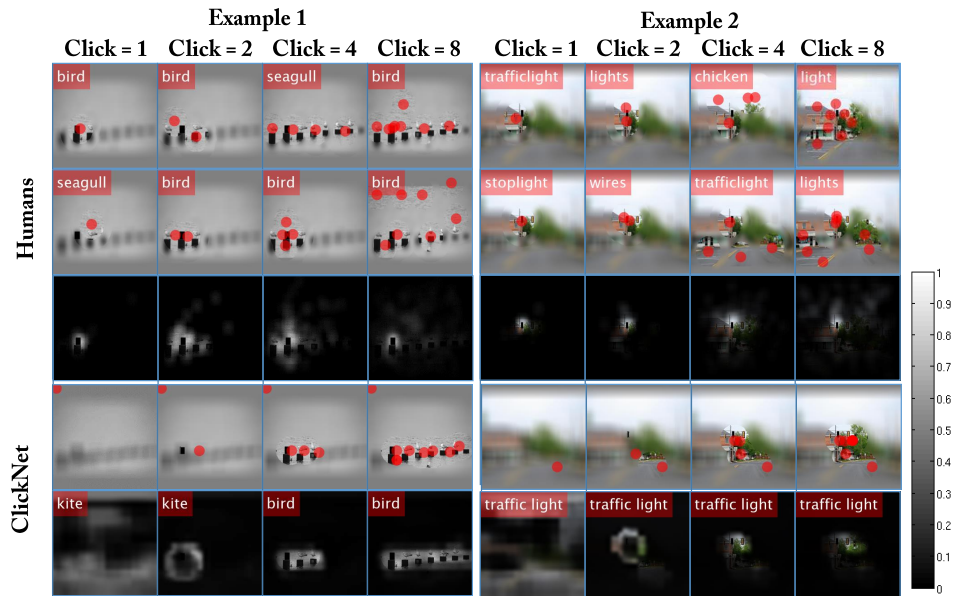 Example 1
Example 2
Click = 1 Click = 2 Click = 4 Click = 8
Click = 1 Click = 2 Click = 4 Click = 8
Humans
bird bird seagull bird
trafficlight lights chicken light
seagull bird bird bird
stoplight wires trafficlight lights
ClickNet
kite kite bird bird
traffic light traffic light traffic light traffic light
1
0.9
0.8
0.7
0.6
0.5
0.4
0.3
0.2
0.1
0